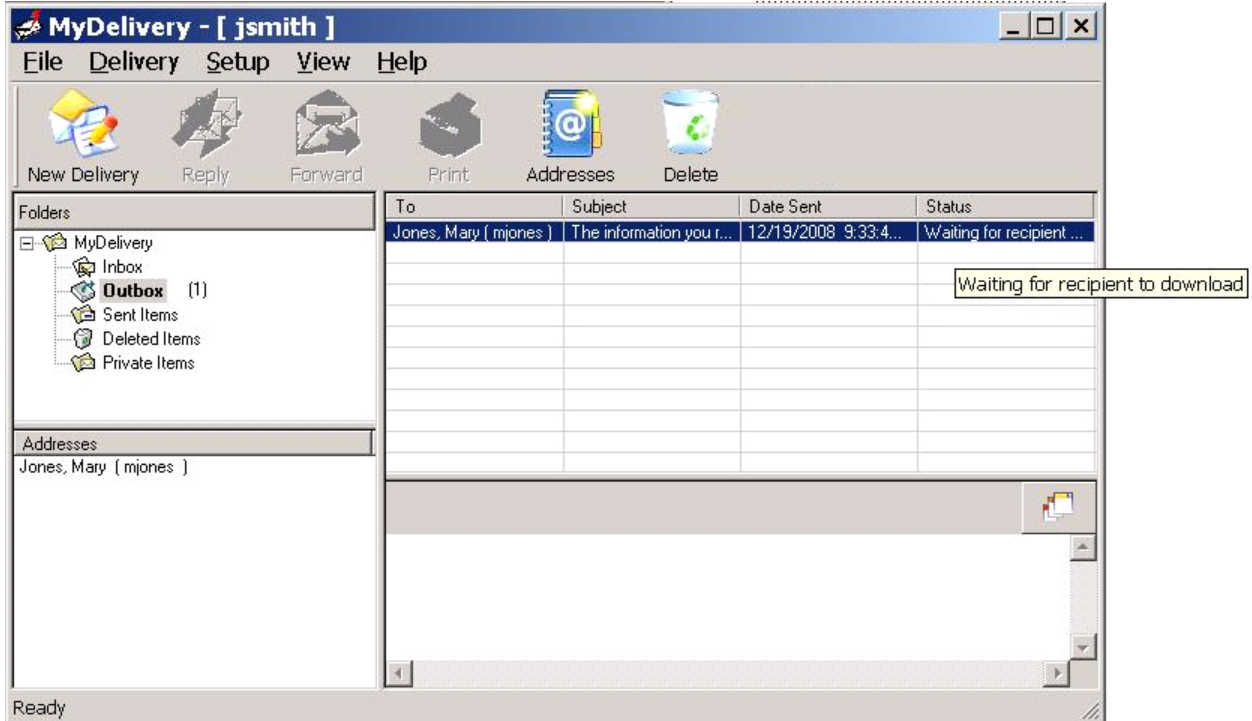 MyDelivery - [ jsmith ]
File Delivery Setup View Help
New Delivery Reply Forward Print Addresses Delete
Folders
To Subject Date Sent Status
Jones, Mary ( mjones ) The information you r... 12/19/2008 9:33:4... Waiting for recipient ...
MyDelivery
Inbox
Outbox (1)
Sent Items
Deleted Items
Private Items
Waiting for recipient to download
Addresses
Jones, Mary ( mjones )
Ready